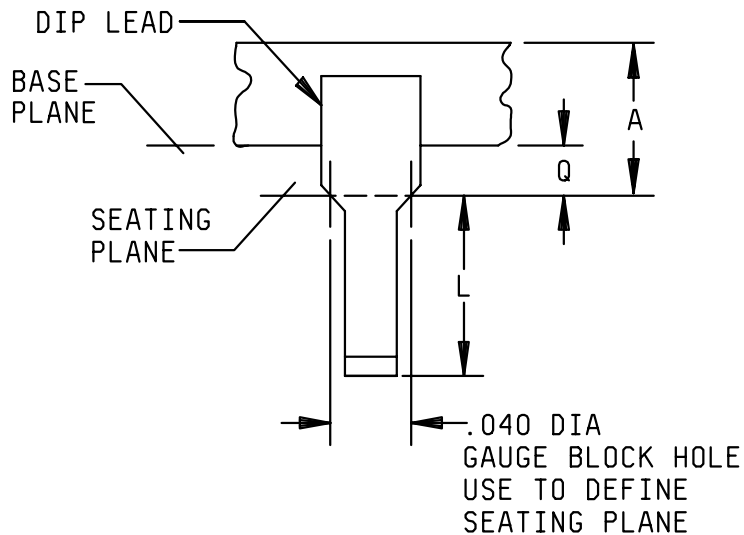 DIP LEAD
BASE
PLANE
A
Q
SEATING
PLANE
L
.040 DIA
GAUGE BLOCK HOLE
USE TO DEFINE
SEATING PLANE